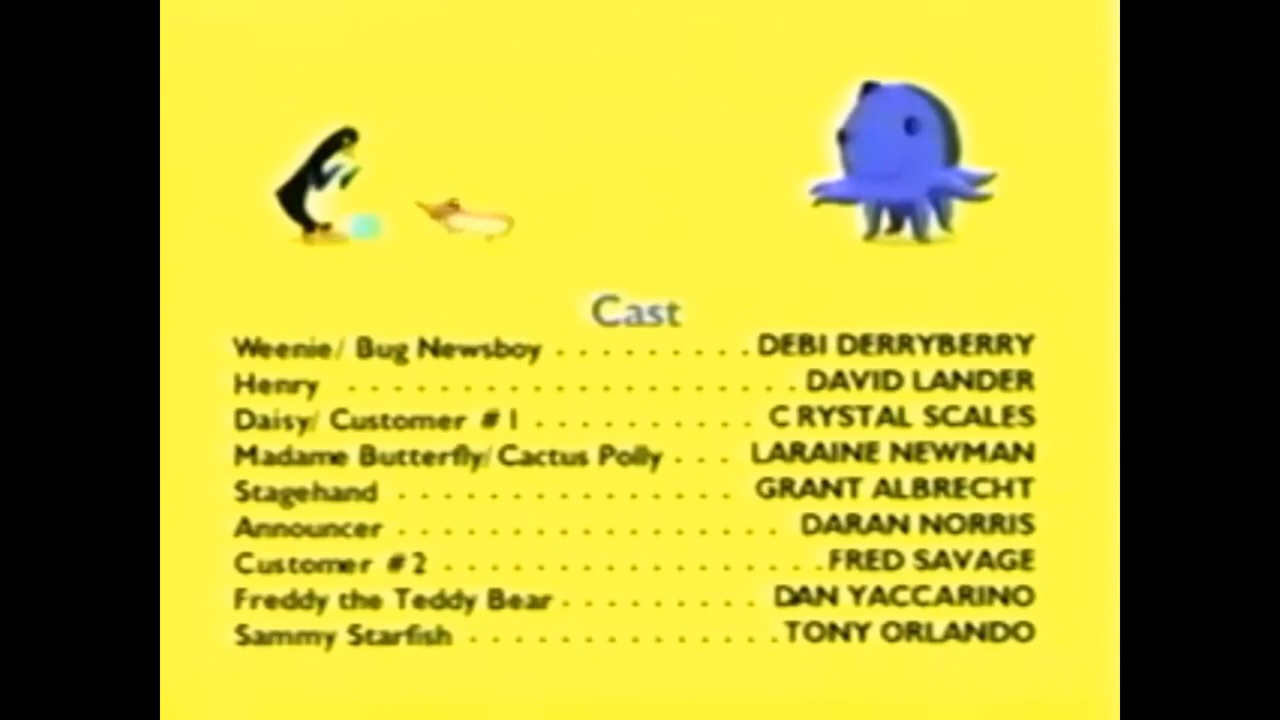 Cast
Weenie/ Bug Newsboy . . . . . . . . . DEBI DERRYBERRY
Henry . . . . . . . . . . . . . . . . . . . DAVID LANDER
Daisy/ Customer #1 . . . . . . . . . . CRYSTAL SCALES
Madame Butterfly/ Cactus Polly . . . LARAINE NEWMAN
Stagehand . . . . . . . . . . . . . . . GRANT ALBRECHT
Announcer . . . . . . . . . . . . . . . . . DARAN NORRIS
Customer #2 . . . . . . . . . . . . . . . . . FRED SAVAGE
Freddy the Teddy Bear . . . . . . . . . DAN YACCARINO
Sammy Starfish . . . . . . . . . . . . . . TONY ORLANDO